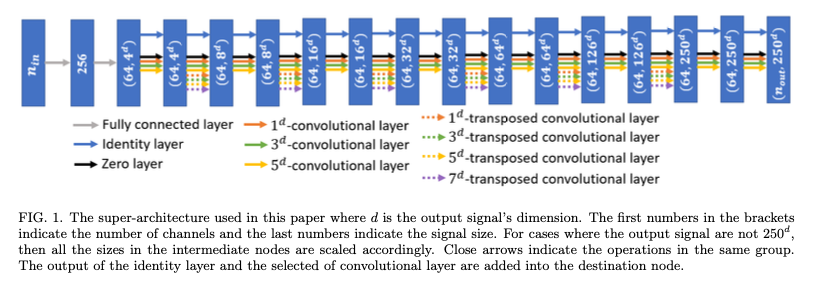 n_in
256
(64, 4^d)
(64, 4^d)
(64, 8^d)
(64, 8^d)
(64, 16^d)
(64, 16^d)
(64, 32^d)
(64, 32^d)
(64, 64^d)
(64, 64^d)
(64, 126^d)
(64, 126^d)
(64, 250^d)
(64, 250^d)
(n_out, 250^d)
Fully connected layer
Identity layer
Zero layer
1^d-convolutional layer
3^d-convolutional layer
5^d-convolutional layer
1^d-transposed convolutional layer
3^d-transposed convolutional layer
5^d-transposed convolutional layer
7^d-transposed convolutional layer
FIG. 1. The super-architecture used in this paper where d is the output signal's dimension. The first numbers in the brackets
indicate the number of channels and the last numbers indicate the signal size. For cases where the output signal are not 250^d,
then all the sizes in the intermediate nodes are scaled accordingly. Close arrows indicate the operations in the same group.
The output of the identity layer and the selected of convolutional layer are added into the destination node.